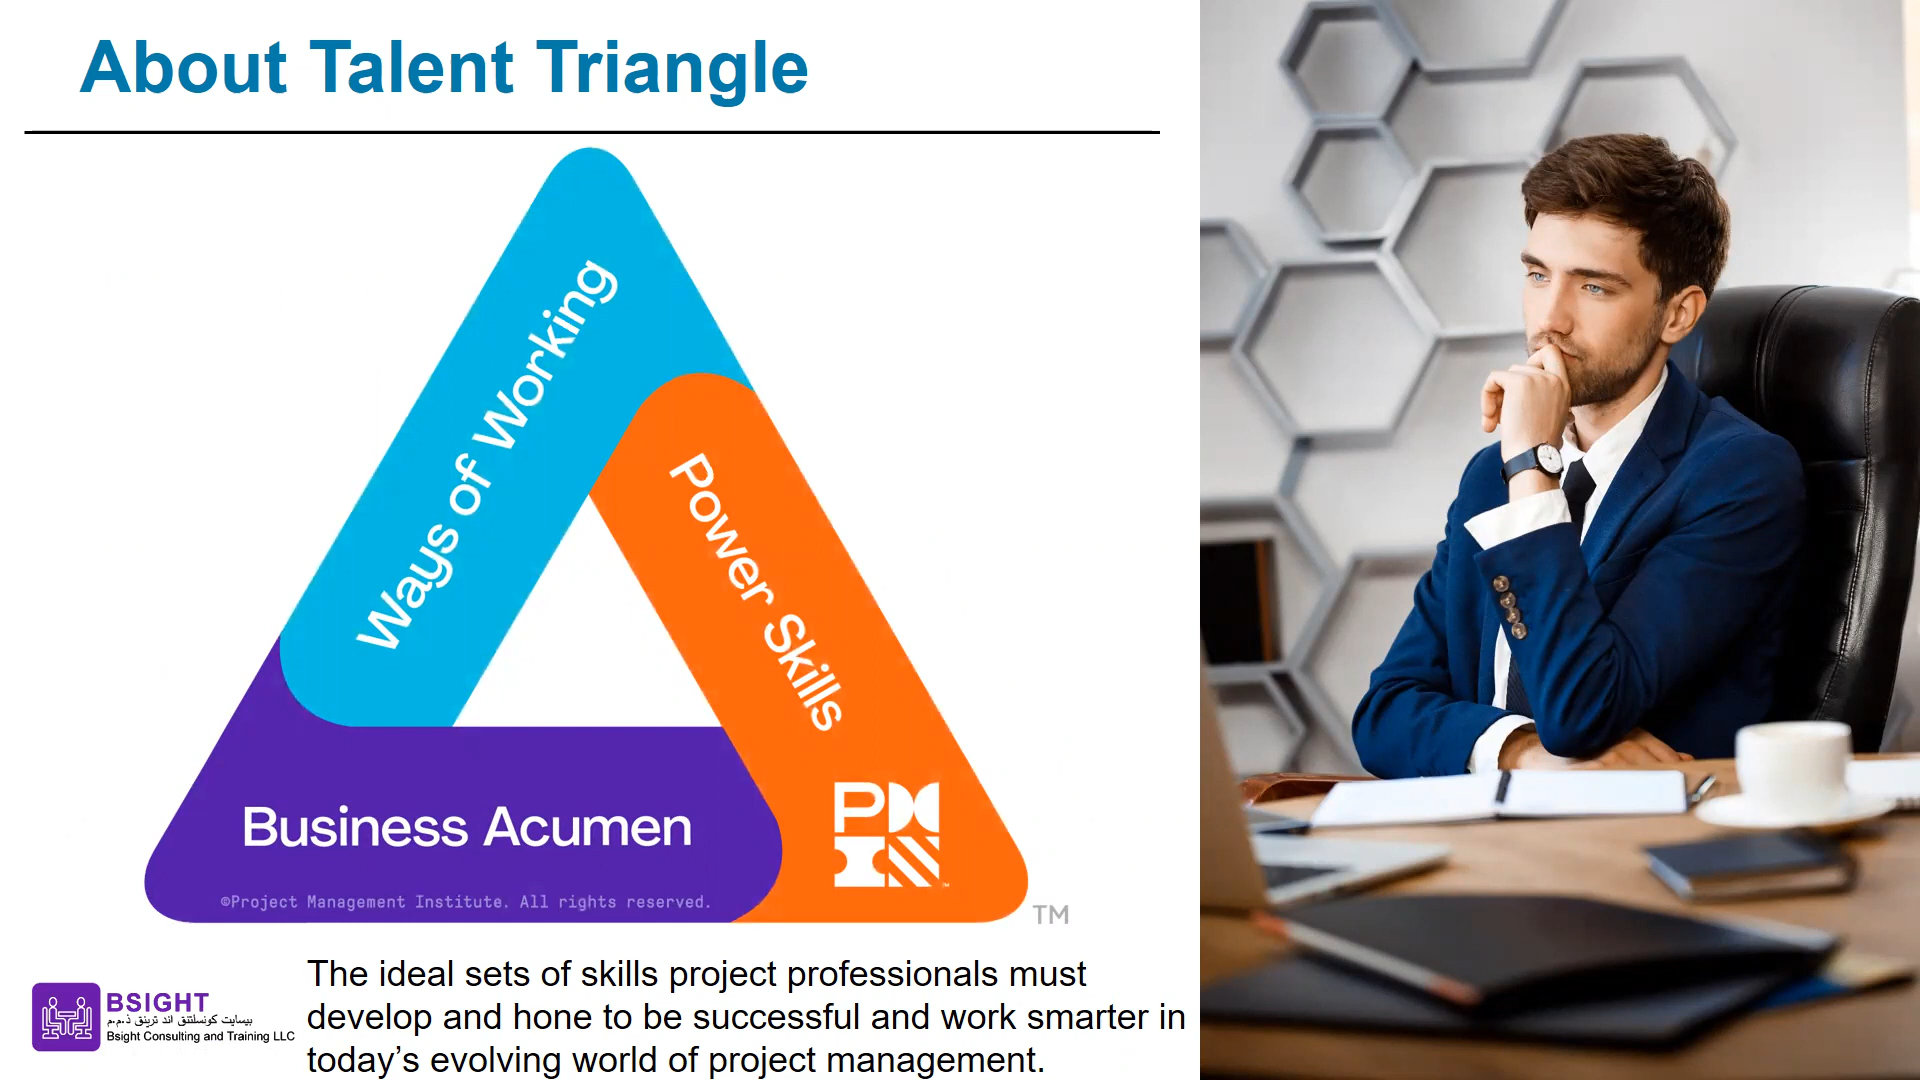 About Talent Triangle
Ways of Working
Power Skills
Business Acumen
©Project Management Institute. All rights reserved.
TM
The ideal sets of skills project professionals must
develop and hone to be successful and work smarter in
today’s evolving world of project management.
BSIGHT
بيسايت كونسلتنق اند ترينق ذ.م.م
Bsight Consulting and Training LLC